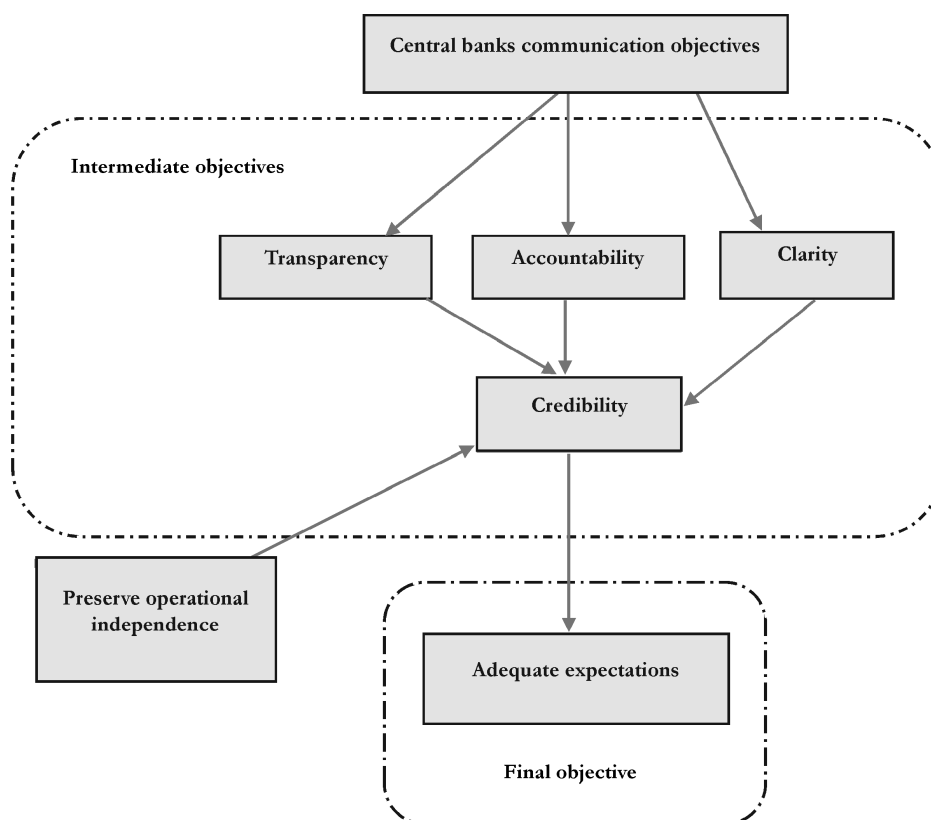 Central banks communication objectives
Intermediate objectives
Transparency
Accountability
Clarity
Credibility
Preserve operational
independence
Adequate expectations
Final objective